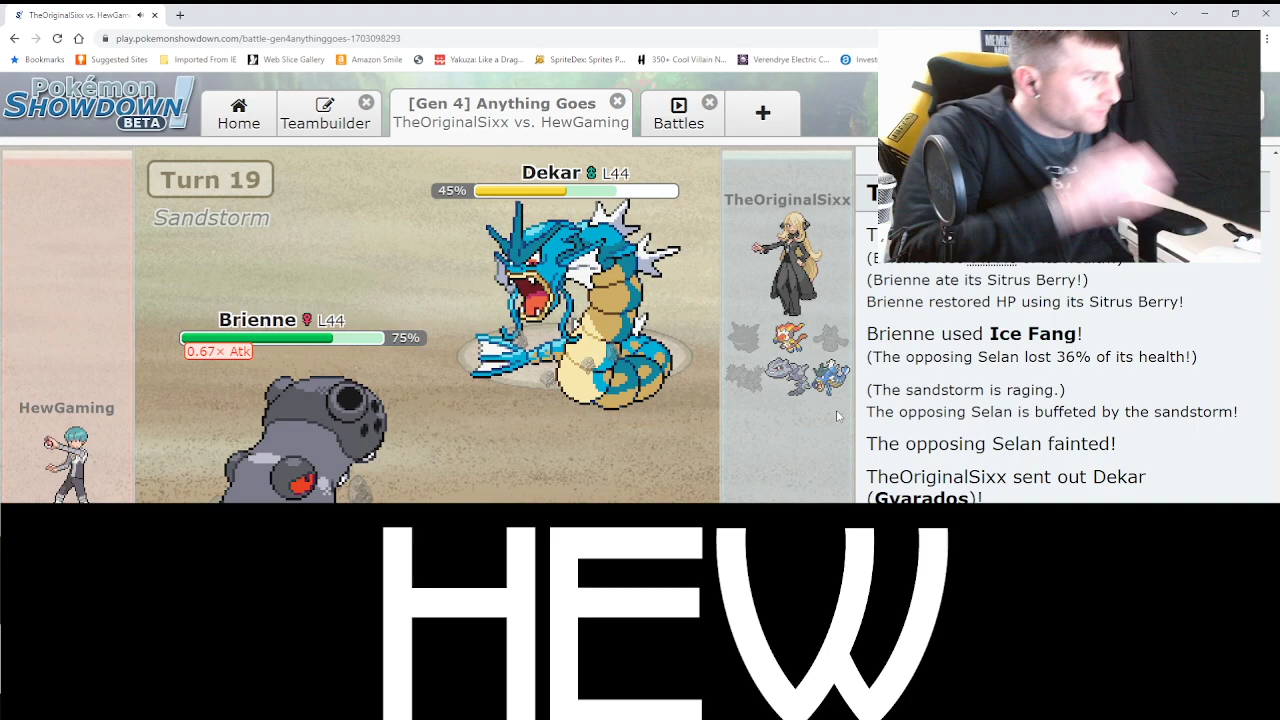 TheOriginalSixx vs. HewGam
play.pokemonshowdown.com/battle-gen4anythinggoes-1703098293
Bookmarks
Suggested Sites
Imported From IE
Web Slice Gallery
Amazon Smile
Yakuza: Like a Drag...
SpriteDex: Sprites P...
350+ Cool Villain N...
Verendrye Electric C...
Invest
Pokémon
SHOWDOWN!
BETA
Home
Teambuilder
[Gen 4] Anything Goes
TheOriginalSixx vs. HewGaming
Battles
+
Turn 19
Sandstorm
Dekar L44
45%
Brienne L44
75%
0.67× Atk
HewGaming
TheOriginalSixx
(Brienne ate its Sitrus Berry!)
Brienne restored HP using its Sitrus Berry!
Brienne used Ice Fang!
(The opposing Selan lost 36% of its health!)
(The sandstorm is raging.)
The opposing Selan is buffeted by the sandstorm!
The opposing Selan fainted!
TheOriginalSixx sent out Dekar
(Gyarados)!
HEW